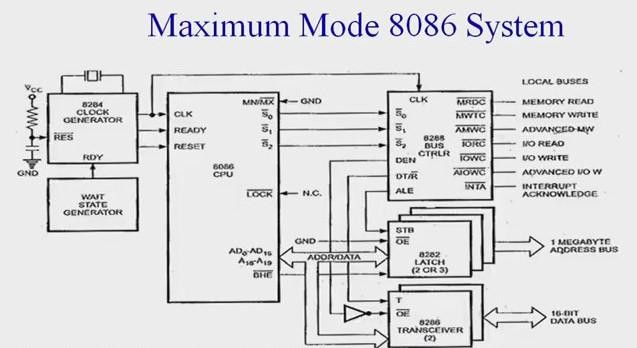 Maximum Mode 8086 System
VCC
8284
CLOCK
GENERATOR
RES
RDY
GND
WAIT
STATE
GENERATOR
CLK
READY
RESET
8086
CPU
MN/MX
GND
S0
S1
S2
LOCK
N.C.
AD0-AD15
A16-A19
BHE
ADDR/DATA
CLK
S0
S1
S2
8288
BUS
CTRLR
DEN
DT/R
ALE
MRDC
MWTC
AMWC
IORC
IOWC
AIOWC
INTA
LOCAL BUSES
MEMORY READ
MEMORY WRITE
ADVANCED MW
I/O READ
I/O WRITE
ADVANCED I/O W
INTERRUPT
ACKNOWLEDGE
GND
STB
OE
8282
LATCH
(2 OR 3)
1 MEGABYTE
ADDRESS BUS
T
OE
8286
TRANSCEIVER
(2)
16-BIT
DATA BUS